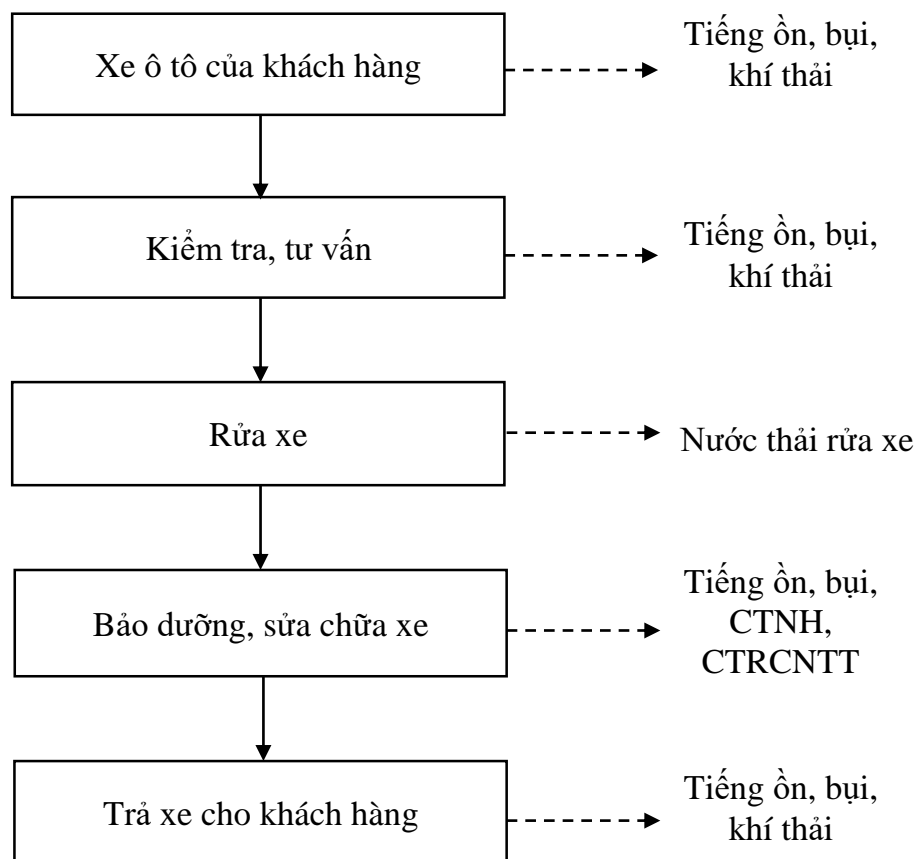 Xe ô tô của khách hàng
Tiếng ồn, bụi,
khí thải
Kiểm tra, tư vấn
Tiếng ồn, bụi,
khí thải
Rửa xe
Nước thải rửa xe
Bảo dưỡng, sửa chữa xe
Tiếng ồn, bụi,
CTNH,
CTRCNTT
Trả xe cho khách hàng
Tiếng ồn, bụi,
khí thải